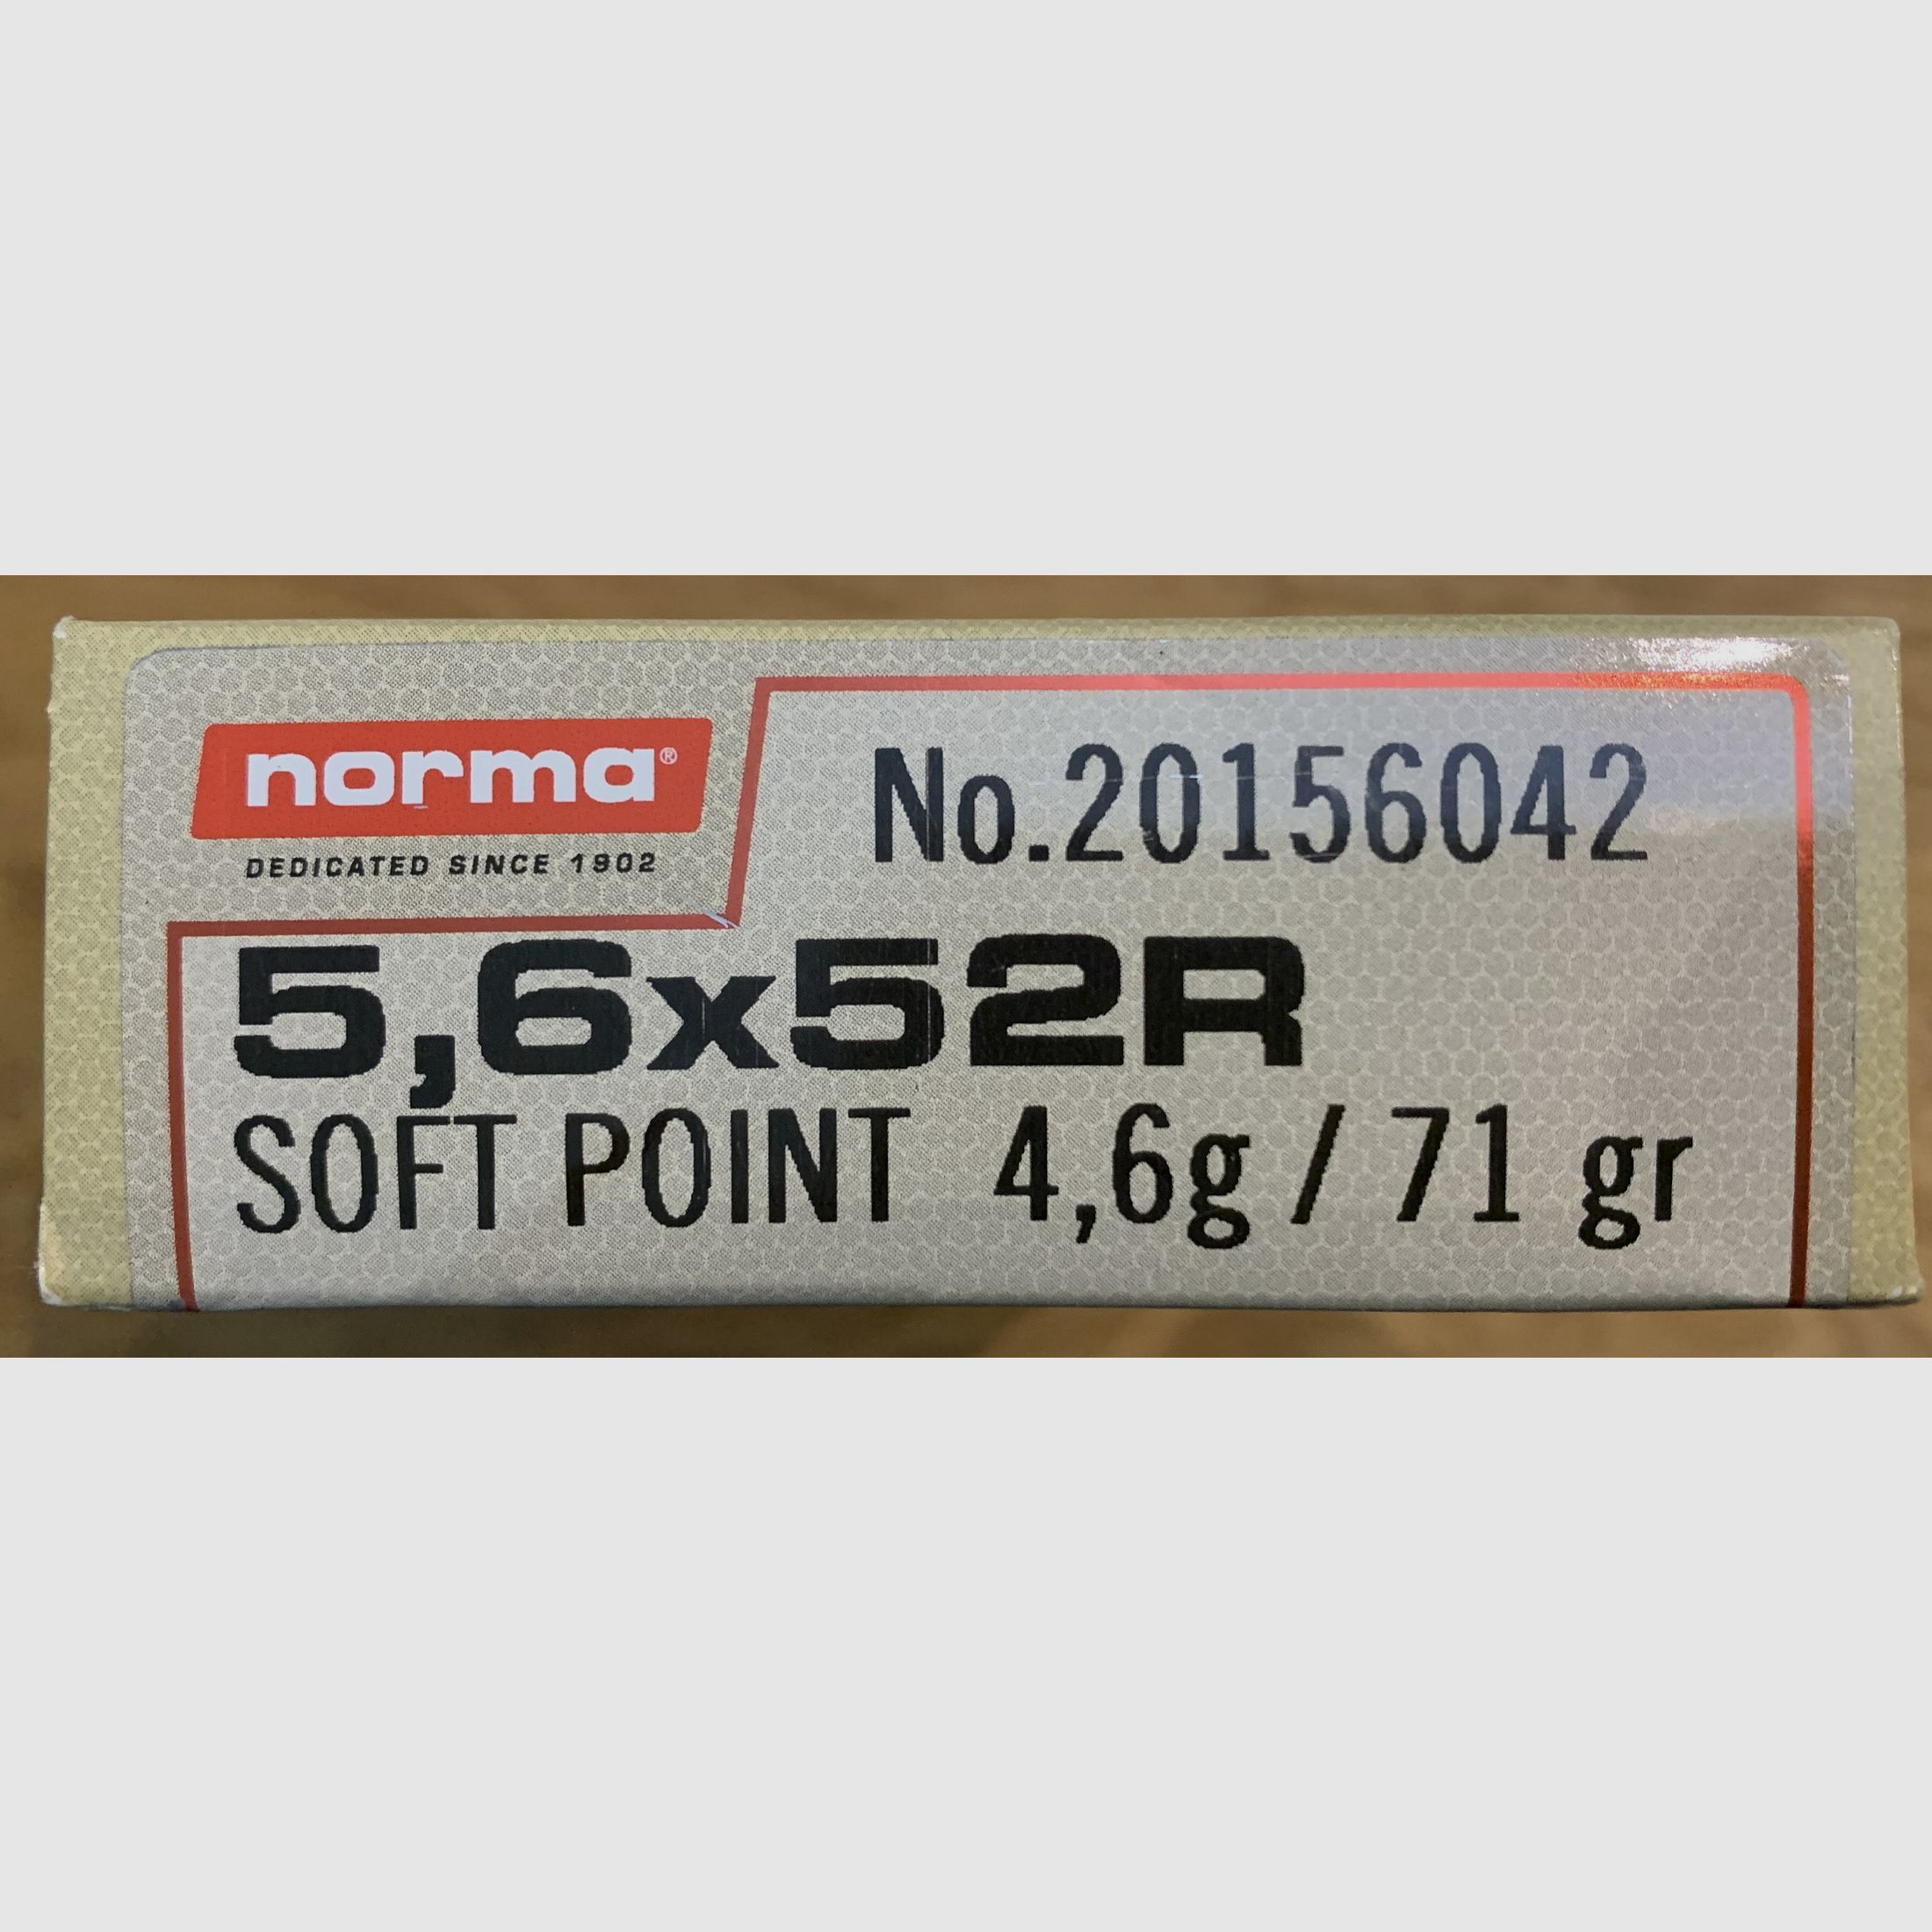 norma®
DEDICATED SINCE 1902
No.20156042
5,6x52R
SOFT POINT 4,6g / 71 gr